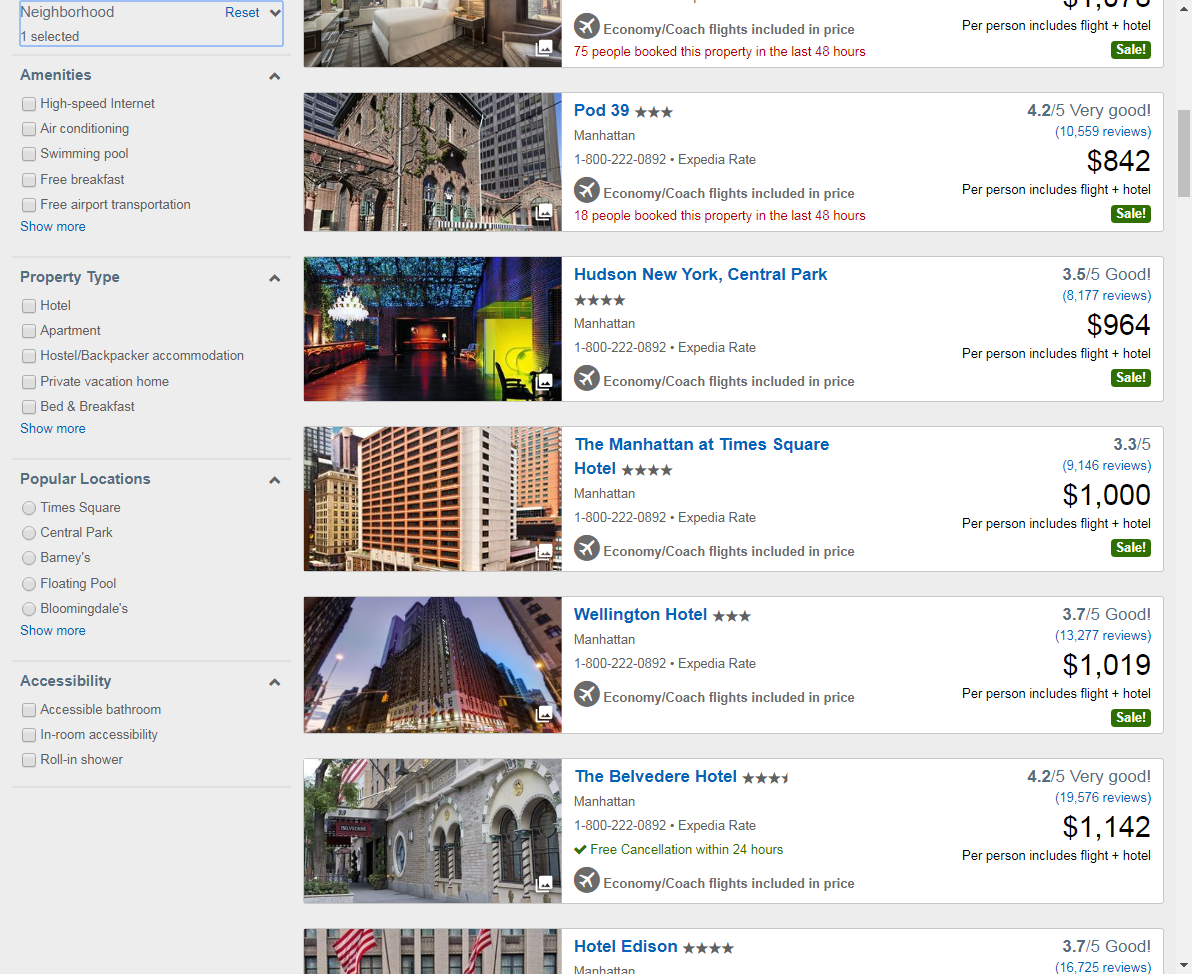 Neighborhood
Reset
1 selected
Amenities
High-speed Internet
Air conditioning
Swimming pool
Free breakfast
Free airport transportation
Show more
Property Type
Hotel
Apartment
Hostel/Backpacker accommodation
Private vacation home
Bed & Breakfast
Show more
Popular Locations
Times Square
Central Park
Barney's
Floating Pool
Bloomingdale's
Show more
Accessibility
Accessible bathroom
In-room accessibility
Roll-in shower
Economy/Coach flights included in price
75 people booked this property in the last 48 hours
Per person includes flight + hotel
Sale!
Pod 39
Manhattan
1-800-222-0892 • Expedia Rate
Economy/Coach flights included in price
18 people booked this property in the last 48 hours
4.2/5 Very good!
(10,559 reviews)
$842
Per person includes flight + hotel
Sale!
Hudson New York, Central Park
Manhattan
1-800-222-0892 • Expedia Rate
Economy/Coach flights included in price
3.5/5 Good!
(8,177 reviews)
$964
Per person includes flight + hotel
Sale!
The Manhattan at Times Square
Hotel
Manhattan
1-800-222-0892 • Expedia Rate
Economy/Coach flights included in price
3.3/5
(9,146 reviews)
$1,000
Per person includes flight + hotel
Sale!
Wellington Hotel
Manhattan
1-800-222-0892 • Expedia Rate
Economy/Coach flights included in price
3.7/5 Good!
(13,277 reviews)
$1,019
Per person includes flight + hotel
Sale!
BELVEDERE
The Belvedere Hotel
Manhattan
1-800-222-0892 • Expedia Rate
Free Cancellation within 24 hours
Economy/Coach flights included in price
4.2/5 Very good!
(19,576 reviews)
$1,142
Per person includes flight + hotel
Hotel Edison
Manhattan
3.7/5 Good!
(16,725 reviews)